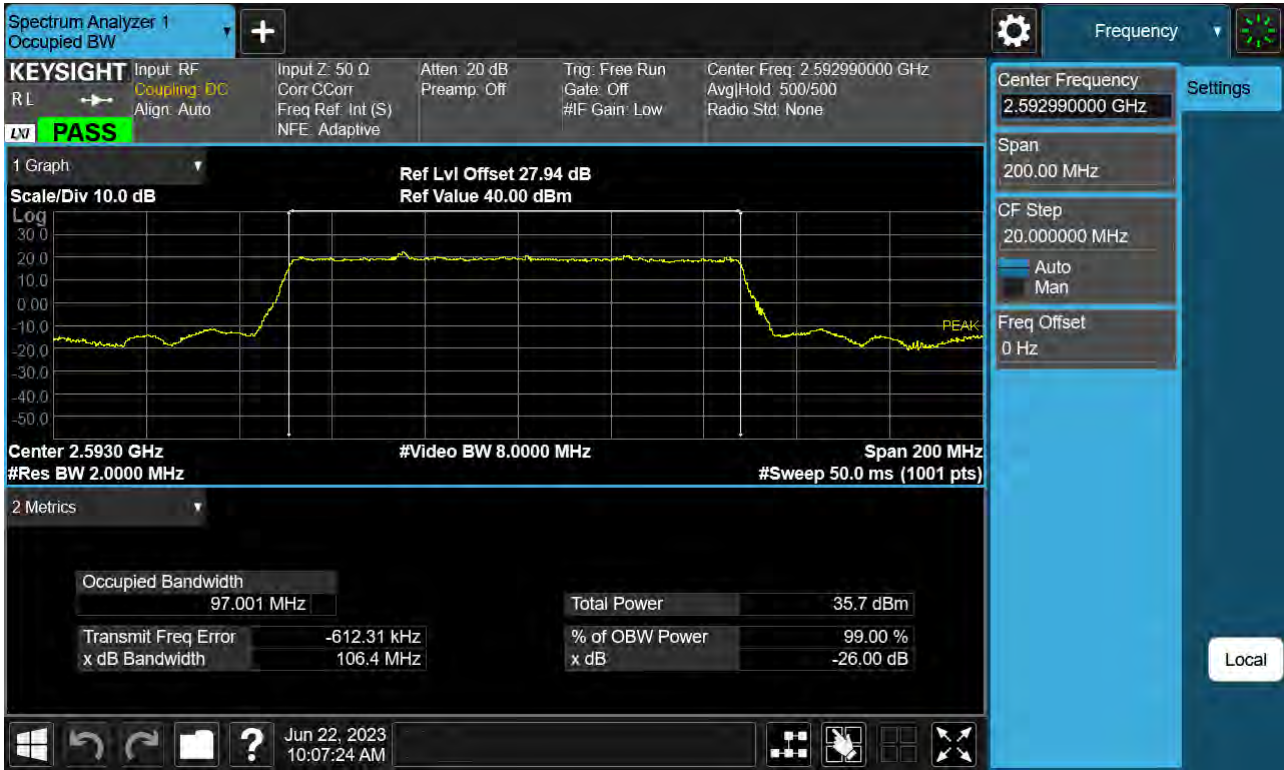 Spectrum Analyzer 1
Occupied BW
Frequency
KEYSIGHT
RL
LXI PASS
Input: RF
Coupling: DC
Align: Auto
Input Z: 50 Ω
Corr CCorr
Freq Ref: Int (S)
NFE: Adaptive
Atten: 20 dB
Preamp: Off
Trig: Free Run
Gate: Off
#IF Gain: Low
Center Freq: 2.592990000 GHz
Avg|Hold: 500/500
Radio Std: None
Center Frequency
2.592990000 GHz
Settings
Span
200.00 MHz
CF Step
20.000000 MHz
Auto
Man
Freq Offset
0 Hz
Local
1 Graph
Scale/Div 10.0 dB
Ref Lvl Offset 27.94 dB
Ref Value 40.00 dBm
Log
30.0
20.0
10.0
0.00
-10.0
-20.0
-30.0
-40.0
-50.0
PEAK
Center 2.5930 GHz
#Video BW 8.0000 MHz
Span 200 MHz
#Res BW 2.0000 MHz
#Sweep 50.0 ms (1001 pts)
2 Metrics
Occupied Bandwidth
97.001 MHz
Total Power 35.7 dBm
Transmit Freq Error -612.31 kHz
% of OBW Power 99.00 %
x dB Bandwidth 106.4 MHz
x dB -26.00 dB
?
Jun 22, 2023
10:07:24 AM